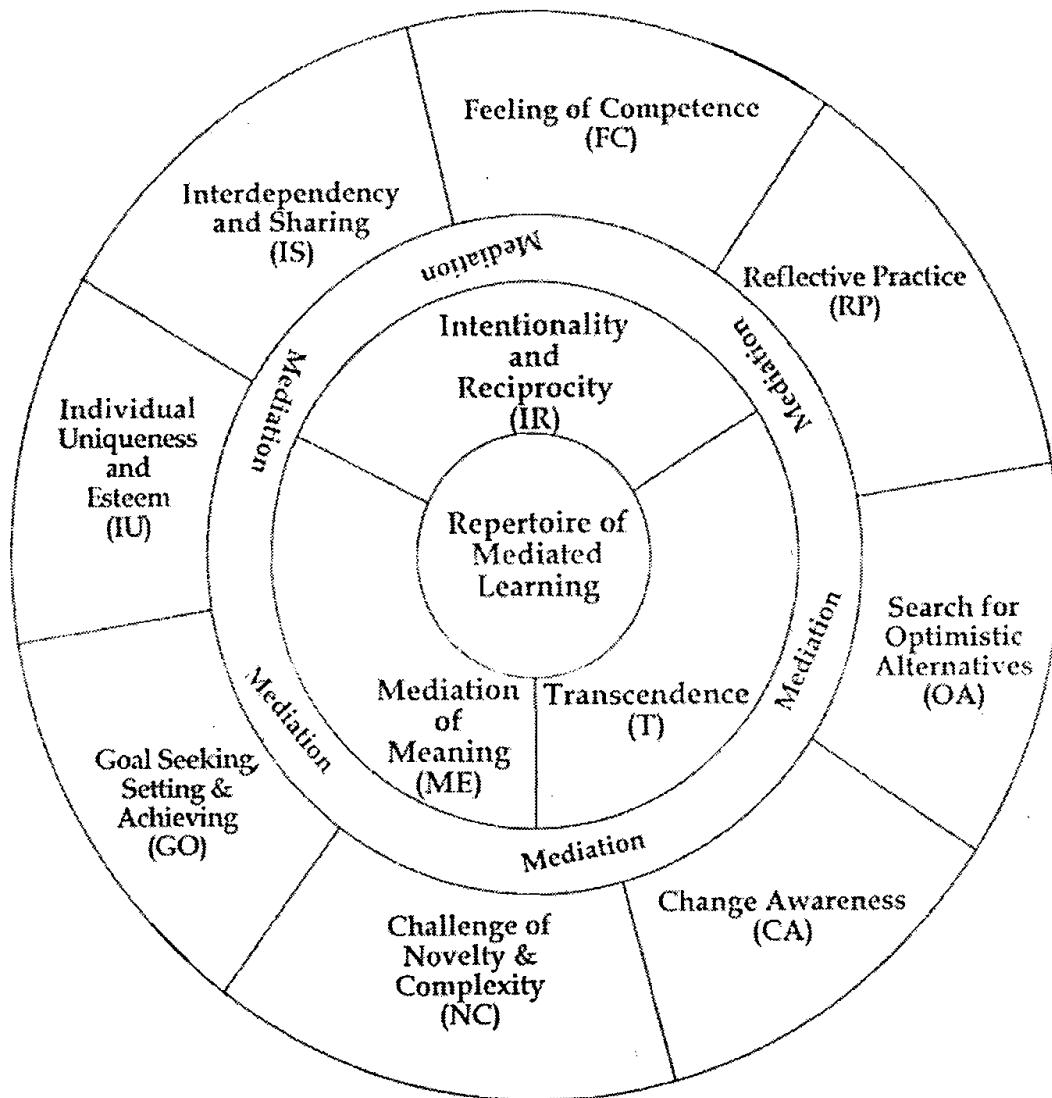 Feeling of Competence
(FC)
Interdependency
and Sharing
(IS)
Reflective Practice
(RP)
Individual
Uniqueness
and
Esteem
(IU)
Search for
Optimistic
Alternatives
(OA)
Goal Seeking,
Setting &
Achieving
(GO)
Change Awareness
(CA)
Challenge of
Novelty &
Complexity
(NC)
Mediation
Mediation
Mediation
Mediation
Mediation
Mediation
Intentionality
and
Reciprocity
(IR)
Mediation
of
Meaning
(ME)
Transcendence
(T)
Repertoire of
Mediated
Learning